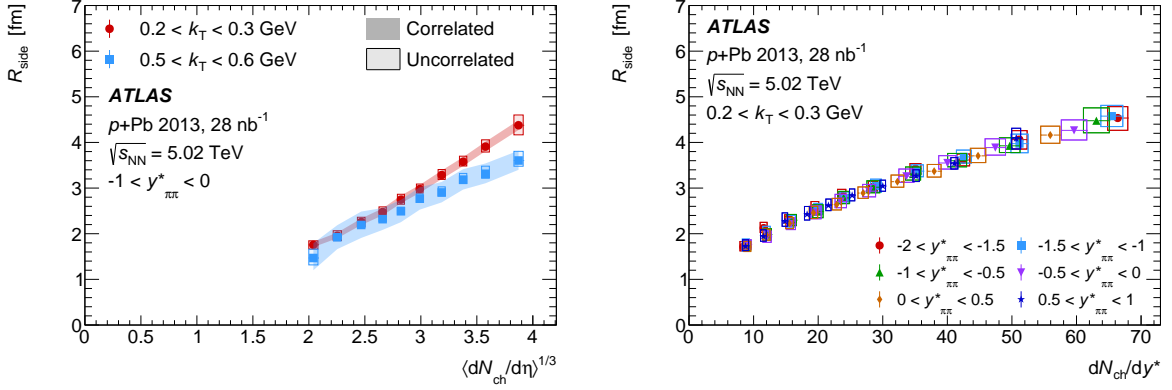 R_side [fm]
7
6
5
4
3
2
1
0
0.2 < k_T < 0.3 GeV
0.5 < k_T < 0.6 GeV
Correlated
Uncorrelated
ATLAS
p+Pb 2013, 28 nb⁻¹
√s_NN = 5.02 TeV
-1 < y*_ππ < 0
0 0.5 1 1.5 2 2.5 3 3.5 4
⟨dN_ch/dη⟩^1/3
R_side [fm]
7
6
5
4
3
2
1
0
ATLAS
p+Pb 2013, 28 nb⁻¹
√s_NN = 5.02 TeV
0.2 < k_T < 0.3 GeV
-2 < y*_ππ < -1.5
-1.5 < y*_ππ < -1
-1 < y*_ππ < -0.5
-0.5 < y*_ππ < 0
0 < y*_ππ < 0.5
0.5 < y*_ππ < 1
0 10 20 30 40 50 60 70
dN_ch/dy*